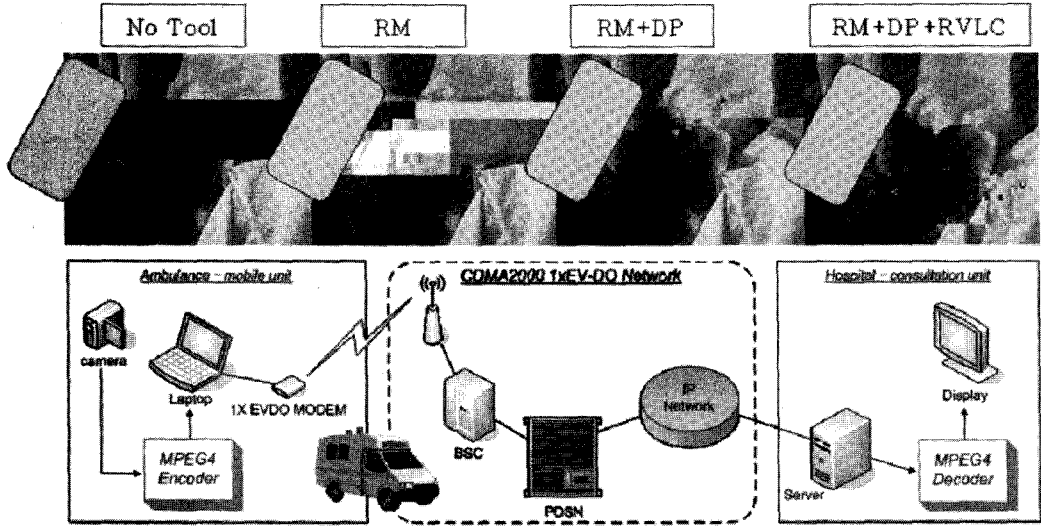 No Tool
RM
RM+DP
RM+DP+RVLC
Ambulance - mobile unit
CDMA2000 1xEV-DO Network
Hospital - consultation unit
camera
Laptop
1X EVDO MODEM
MPEG4
Encoder
BSC
PDSN
IP
Network
Server
Display
MPEG4
Decoder